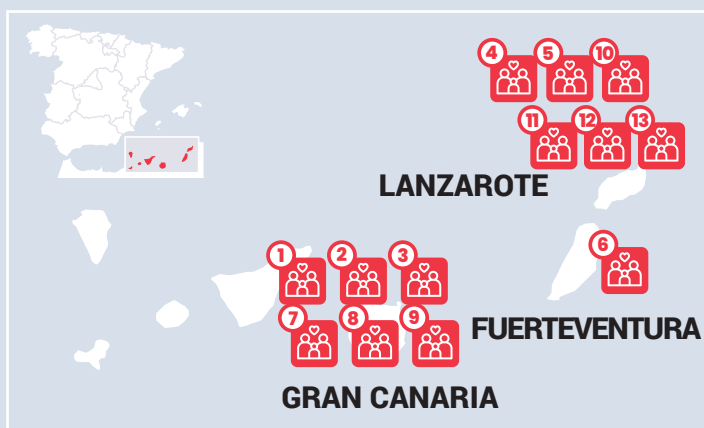 4 5 10
11 12 13
LANZAROTE
6
1 2 3
7 8 9
FUERTEVENTURA
GRAN CANARIA